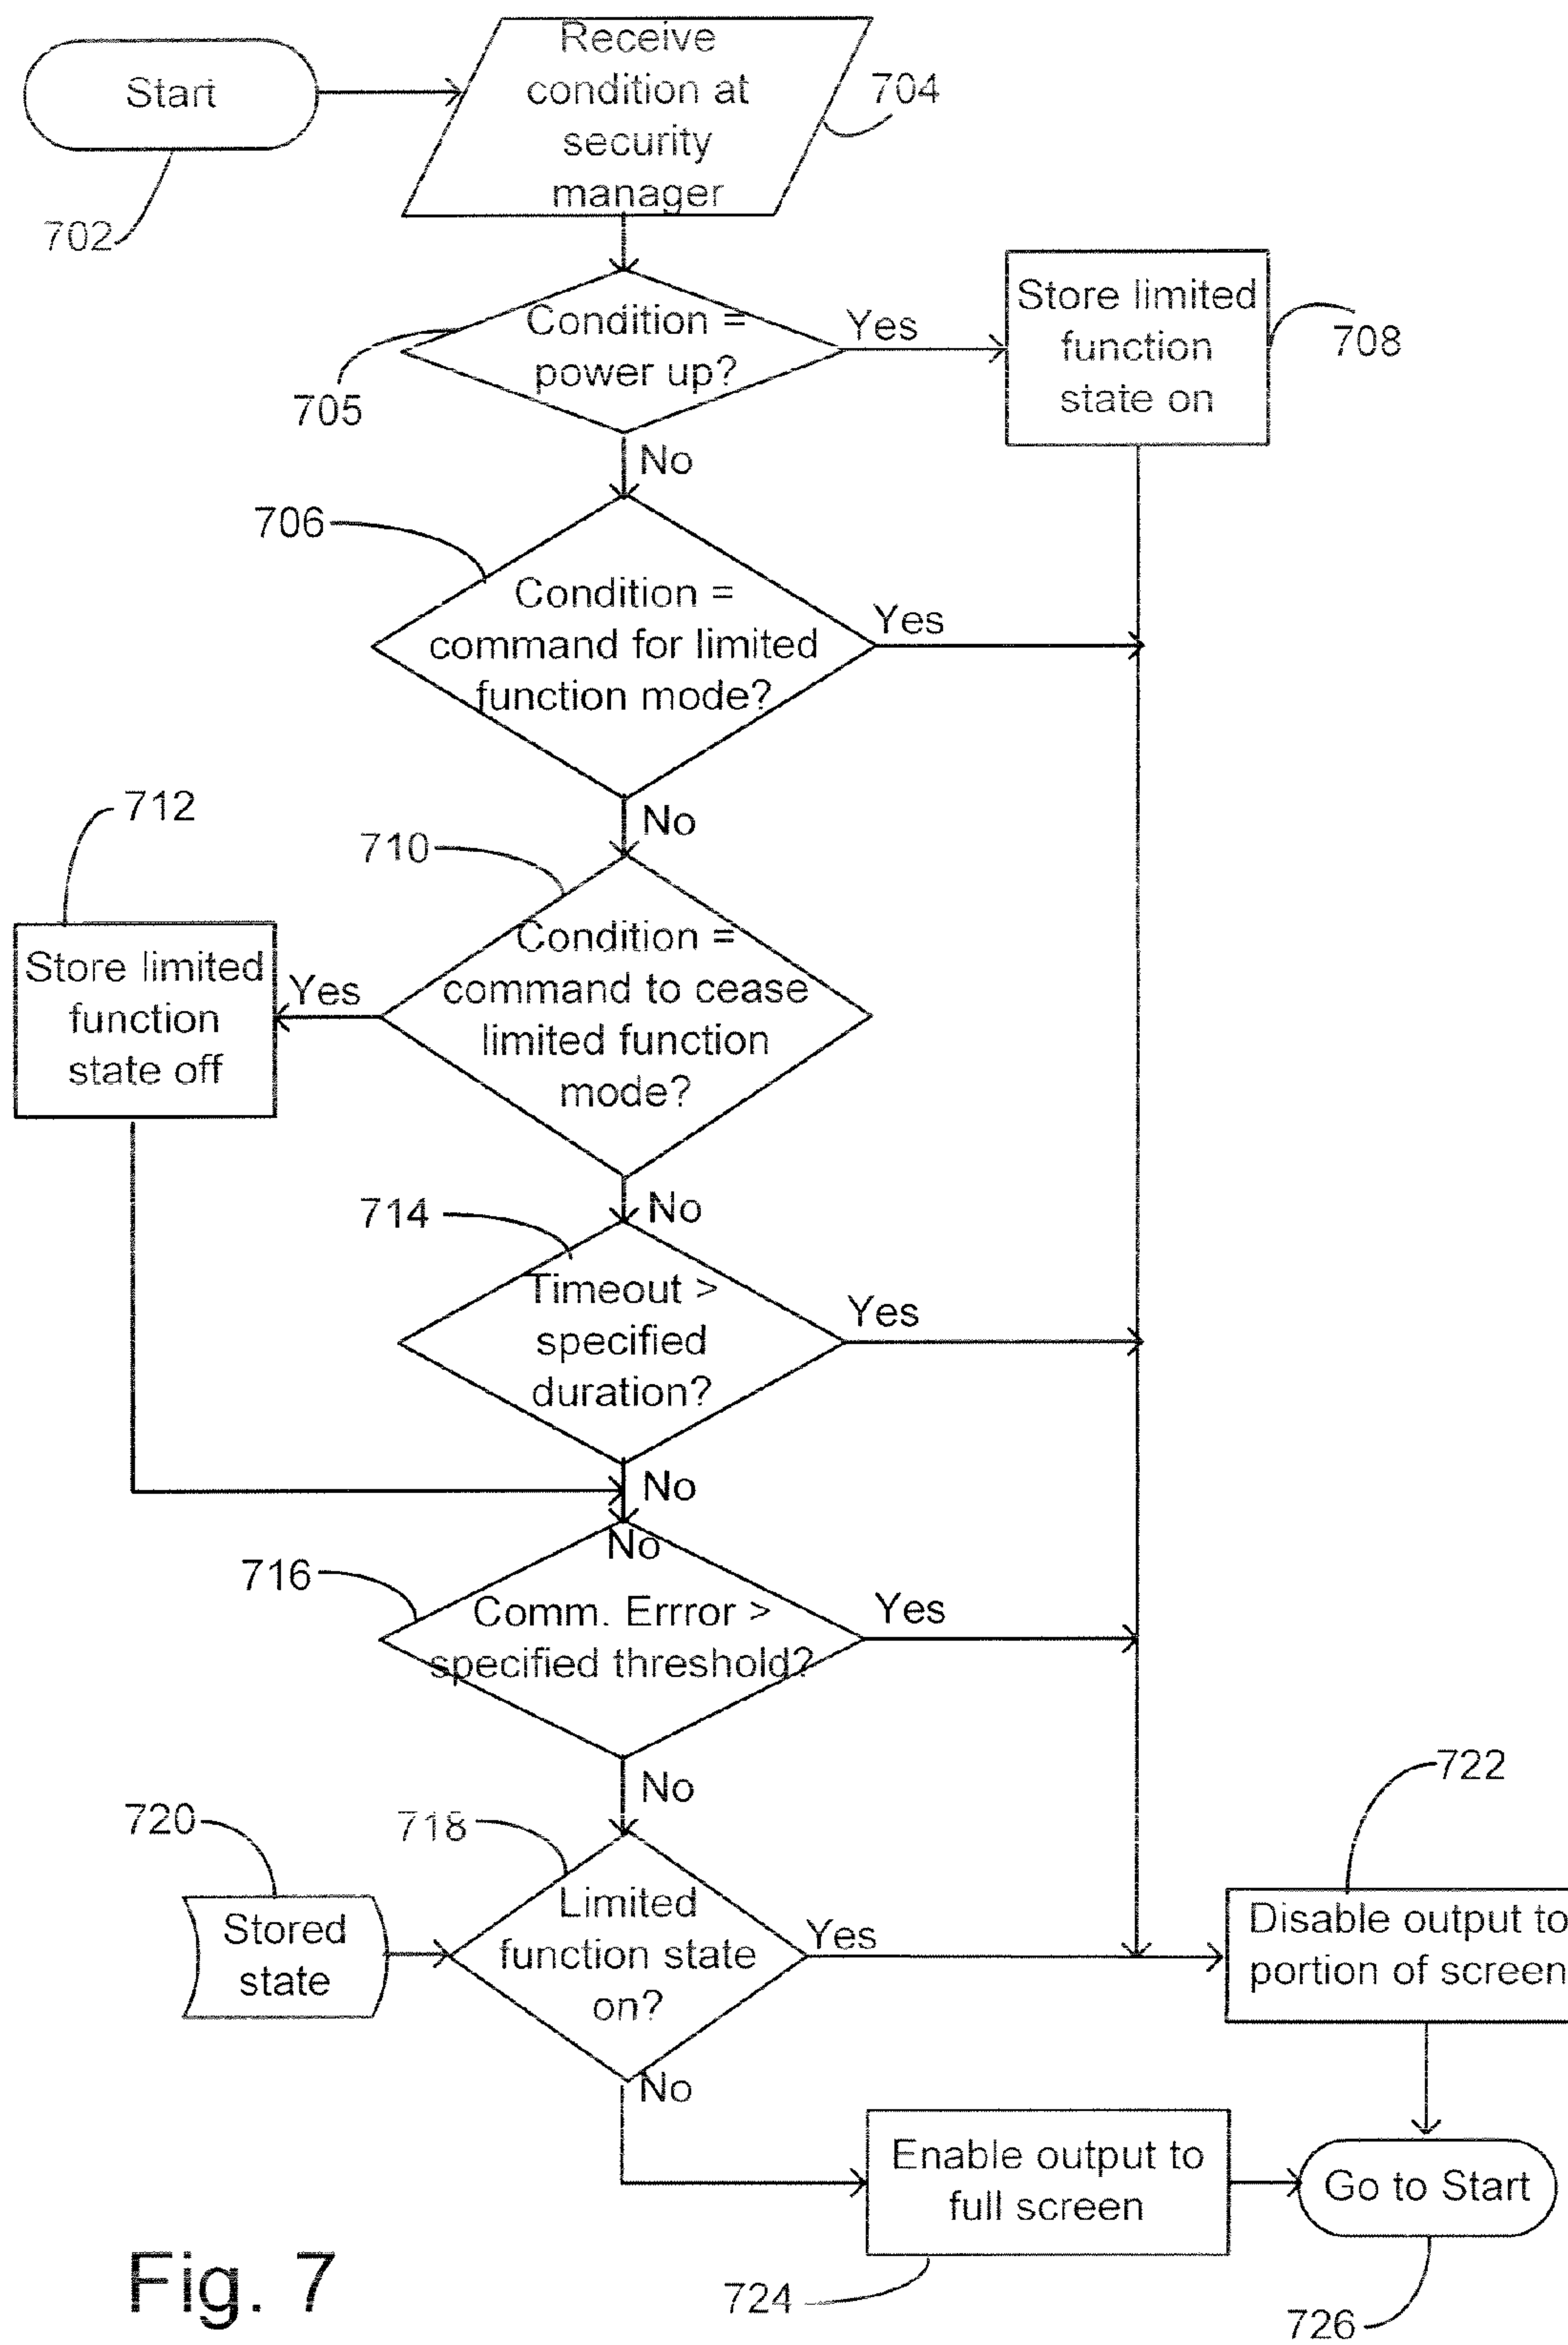 Start
702
Receive
condition at
security
manager
704
Condition =
power up?
705
Yes
No
Store limited
function
state on
708
706
Condition =
command for limited
function mode?
Yes
No
712
710
Store limited
function
state off
Yes
Condition =
command to cease
limited function
mode?
No
714
Timeout >
specified
duration?
Yes
No
No
716
Comm. Errror >
specified threshold?
Yes
No
720
718
722
Stored
state
Limited
function state
on?
Yes
No
Disable output to
portion of screen
Enable output to
full screen
724
Go to Start
726
Fig. 7